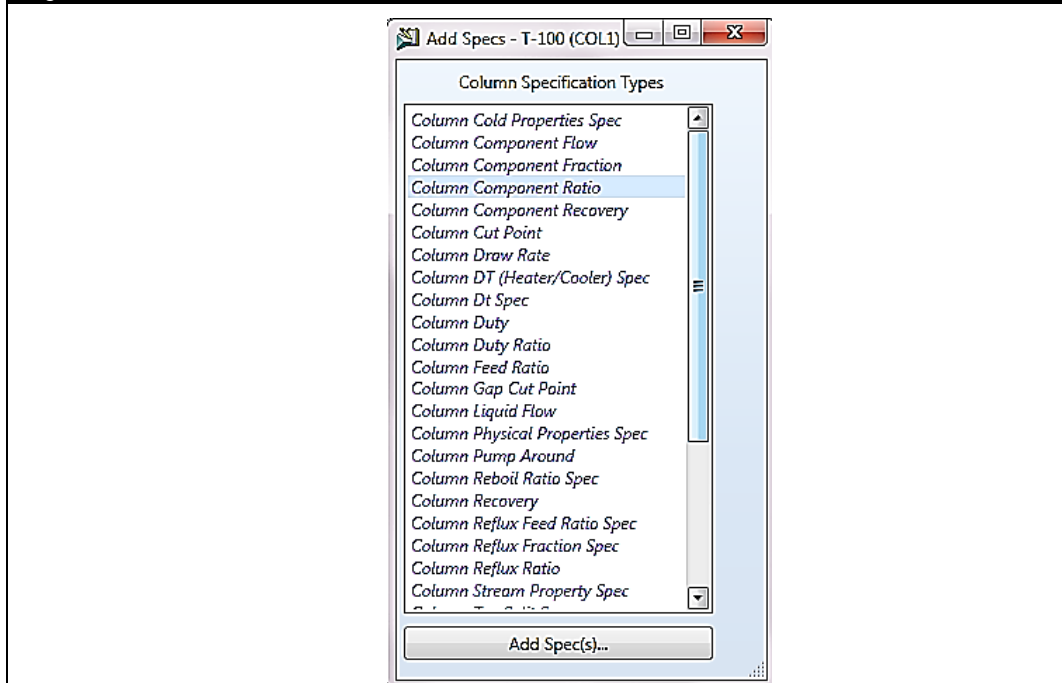 Add Specs - T-100 (COL1)
Column Specification Types
Column Cold Properties Spec
Column Component Flow
Column Component Fraction
Column Component Ratio
Column Component Recovery
Column Cut Point
Column Draw Rate
Column DT (Heater/Cooler) Spec
Column Dt Spec
Column Duty
Column Duty Ratio
Column Feed Ratio
Column Gap Cut Point
Column Liquid Flow
Column Physical Properties Spec
Column Pump Around
Column Reboil Ratio Spec
Column Recovery
Column Reflux Feed Ratio Spec
Column Reflux Fraction Spec
Column Reflux Ratio
Column Stream Property Spec
Add Spec(s)...